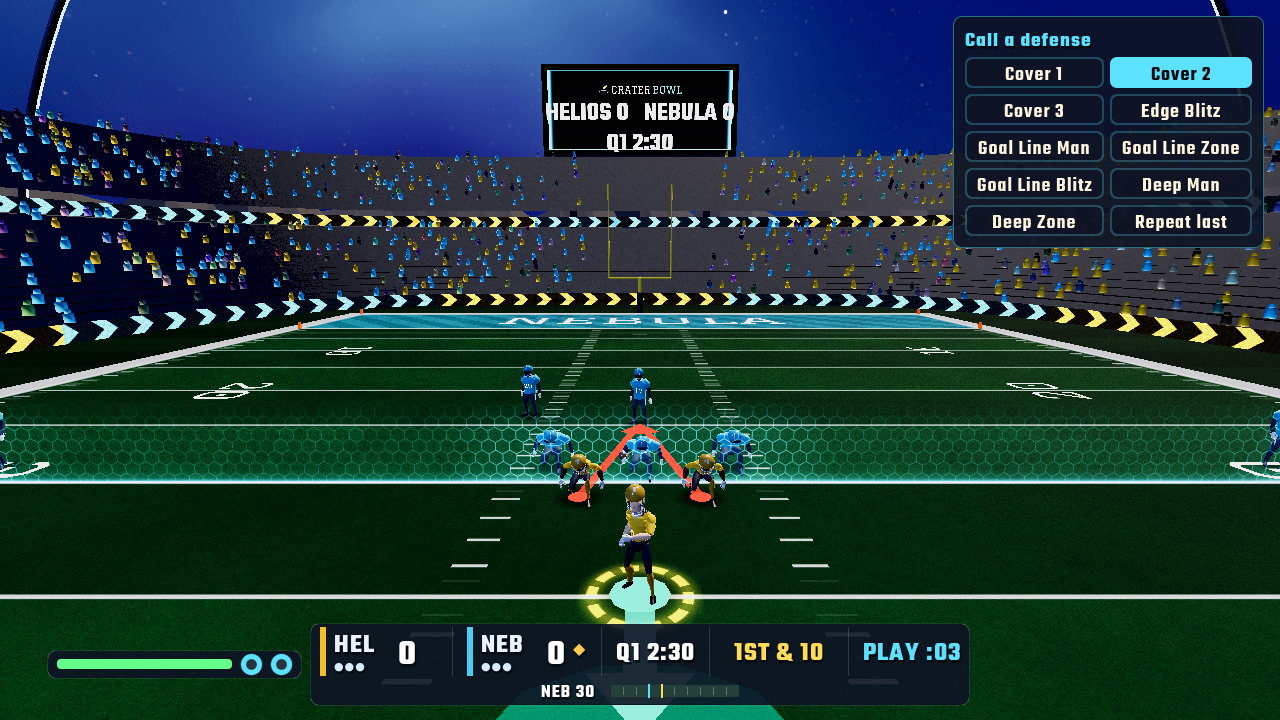 Call a defense
Cover 1
Cover 2
Cover 3
Edge Blitz
Goal Line Man
Goal Line Zone
Goal Line Blitz
Deep Man
Deep Zone
Repeat last
CRATER BOWL
HELIOS 0 NEBULA 0
Q1 2:30
NEBULA
HEL 0
NEB 0
Q1 2:30
1ST & 10
PLAY :03
NEB 30